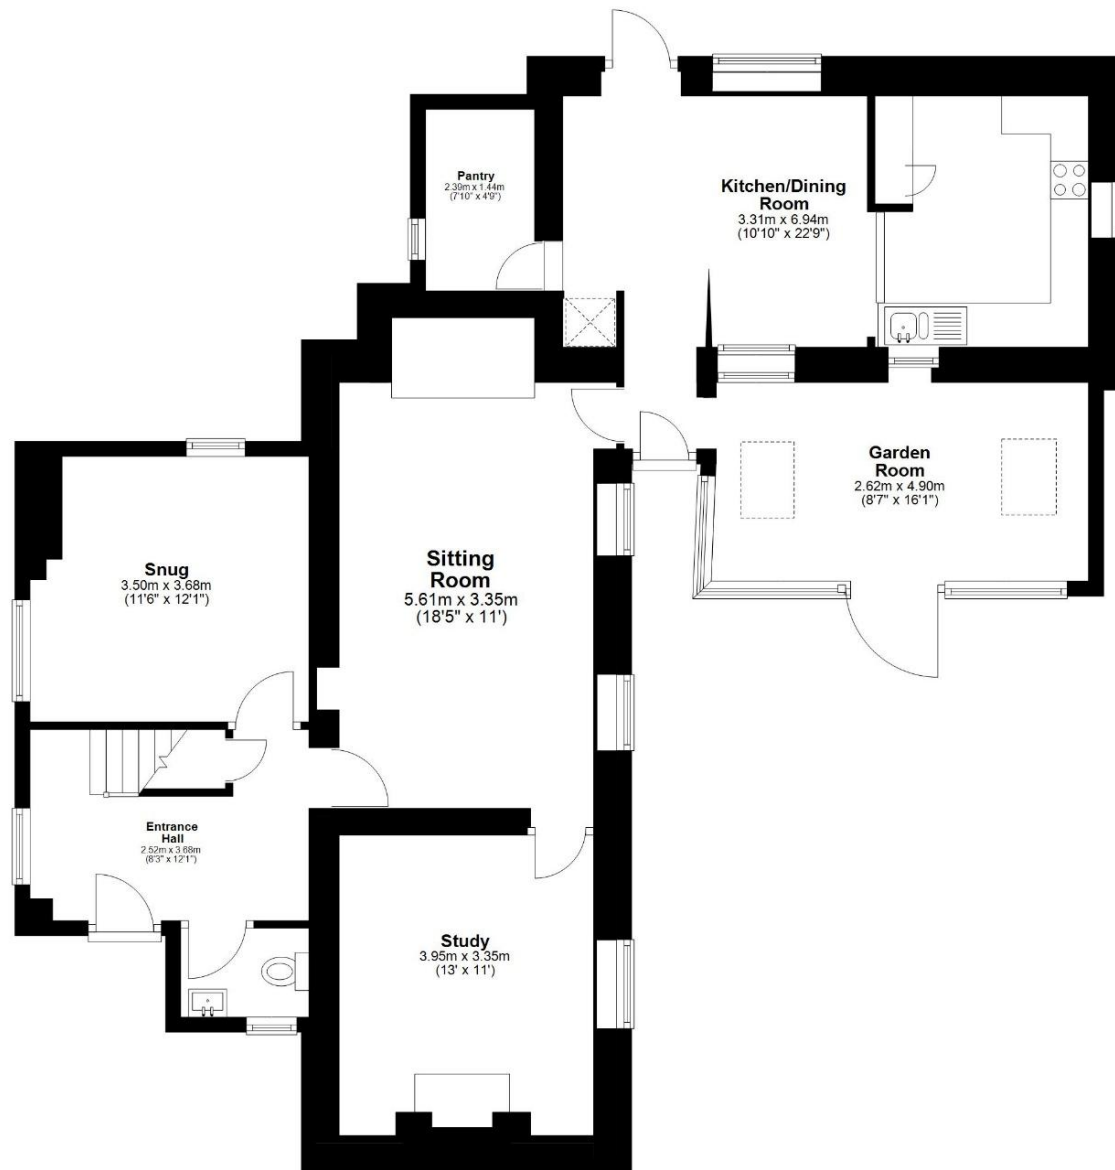 Pantry
2.39m x 1.44m
(7'10" x 4'9")
Kitchen/Dining
Room
3.31m x 6.94m
(10'10" x 22'9")
Garden
Room
2.62m x 4.90m
(8'7" x 16'1")
Snug
3.50m x 3.68m
(11'6" x 12'1")
Sitting
Room
5.61m x 3.35m
(18'5" x 11')
Entrance
Hall
2.52m x 3.68m
(8'3" x 12'1")
Study
3.95m x 3.35m
(13' x 11')